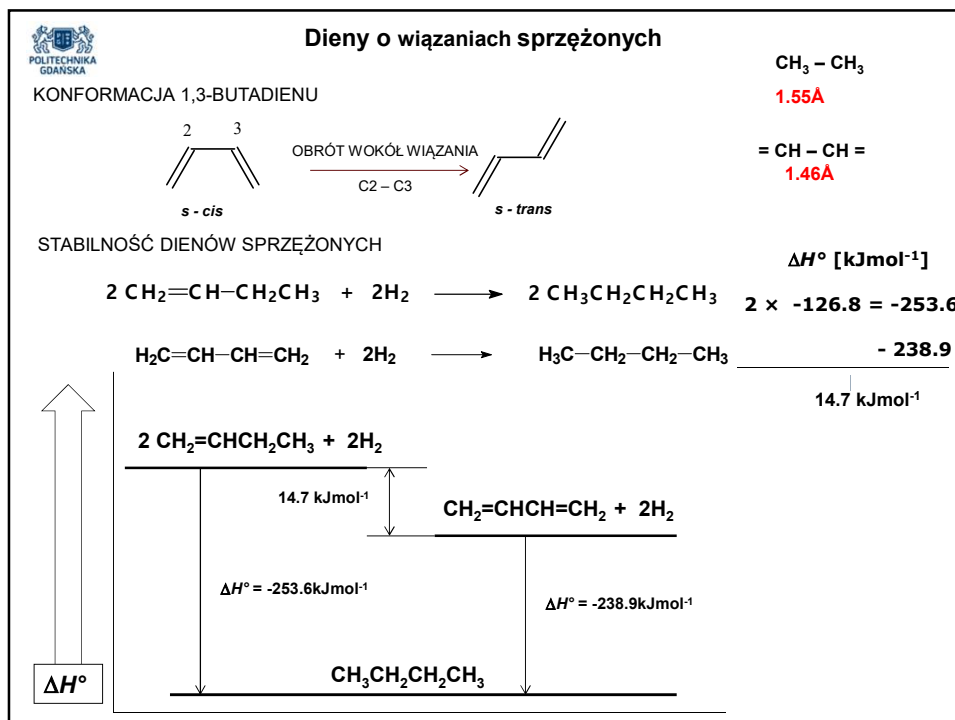 POLITECHNIKA
GDAŃSKA
Dieny o wiązaniach sprzężonych
CH₃ – CH₃
1.55Å
KONFORMACJA 1,3-BUTADIENU
2 3
OBRÓT WOKÓŁ WIĄZANIA
C2 – C3
= CH – CH =
1.46Å
s - cis
s - trans
STABILNOŚĆ DIENÓW SPRZĘŻONYCH
ΔH° [kJmol⁻¹]
2 CH₂=CH–CH₂CH₃ + 2H₂ → 2 CH₃CH₂CH₂CH₃ 2 × -126.8 = -253.6
H₂C=CH–CH=CH₂ + 2H₂ → H₃C–CH₂–CH₂–CH₃ - 238.9
14.7 kJmol⁻¹
2 CH₂=CHCH₂CH₃ + 2H₂
14.7 kJmol⁻¹
CH₂=CHCH=CH₂ + 2H₂
ΔH° = -253.6kJmol⁻¹
ΔH° = -238.9kJmol⁻¹
CH₃CH₂CH₂CH₃
ΔH°